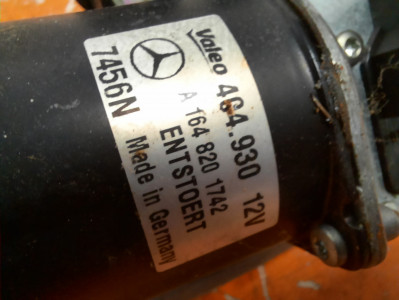 Valeo 464.930 12V
A 164 820 1742
7456N ENTSTOERT
Made in Germany